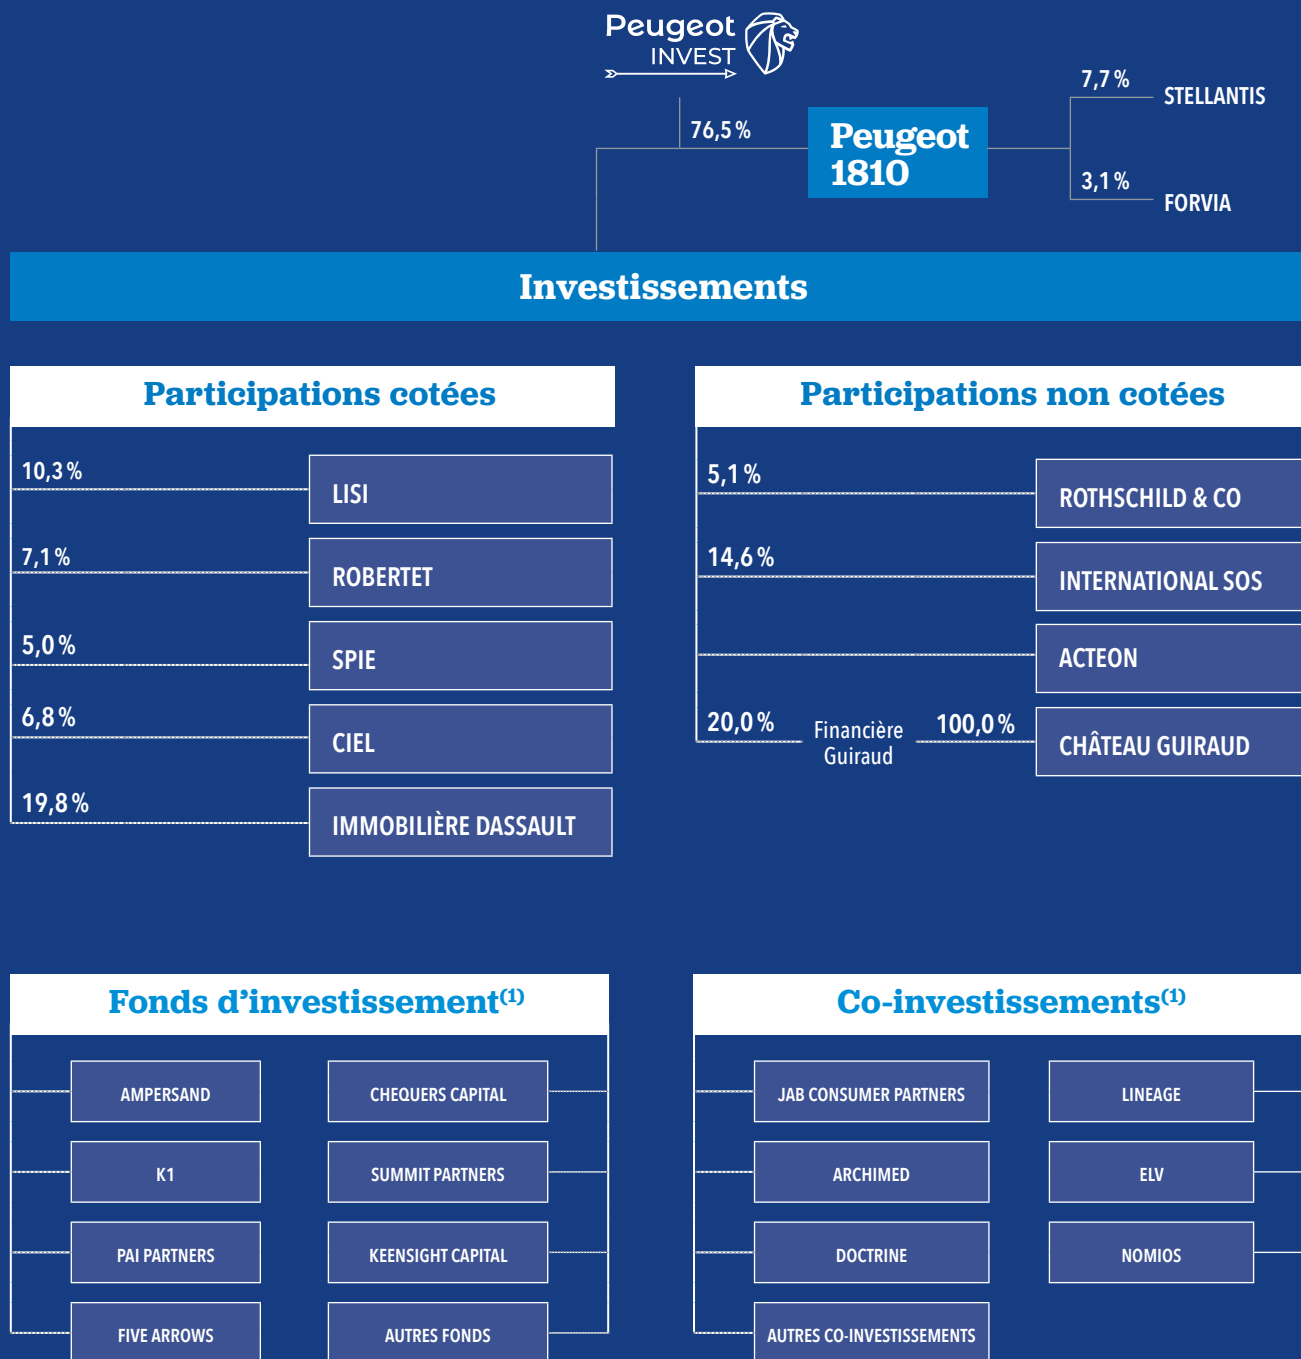 Peugeot
INVEST
76,5 %
Peugeot
1810
7,7 %
STELLANTIS
3,1 %
FORVIA
Investissements
Participations cotées
10,3 %
LISI
7,1 %
ROBERTET
5,0 %
SPIE
6,8 %
CIEL
19,8 %
IMMOBILIÈRE DASSAULT
Participations non cotées
5,1 %
ROTHSCHILD & CO
14,6 %
INTERNATIONAL SOS
ACTEON
20,0 %
Financière
Guiraud
100,0 %
CHÂTEAU GUIRAUD
Fonds d’investissement(1)
AMPERSAND
CHEQUERS CAPITAL
K1
SUMMIT PARTNERS
PAI PARTNERS
KEENSIGHT CAPITAL
FIVE ARROWS
AUTRES FONDS
Co-investissements(1)
JAB CONSUMER PARTNERS
LINEAGE
ARCHIMED
ELV
DOCTRINE
NOMIOS
AUTRES CO-INVESTISSEMENTS